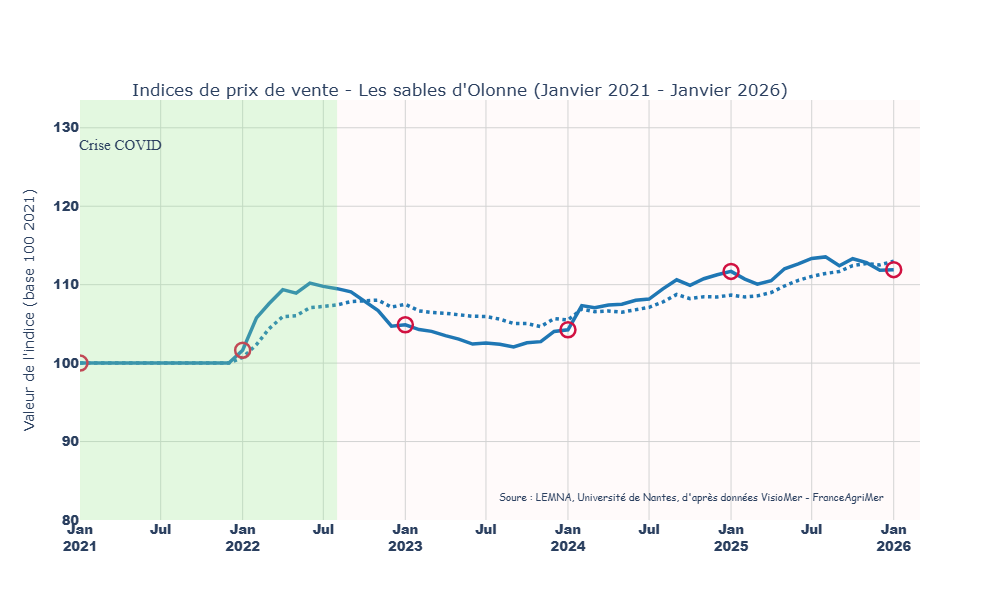 Indices de prix de vente - Les sables d'Olonne (Janvier 2021 - Janvier 2026)
Valeur de l'indice (base 100 2021)
130
120
110
100
90
80
Crise COVID
Soure : LEMNA, Université de Nantes, d'après données VisioMer - FranceAgriMer
Jan
2021
Jul
Jan
2022
Jul
Jan
2023
Jul
Jan
2024
Jul
Jan
2025
Jul
Jan
2026